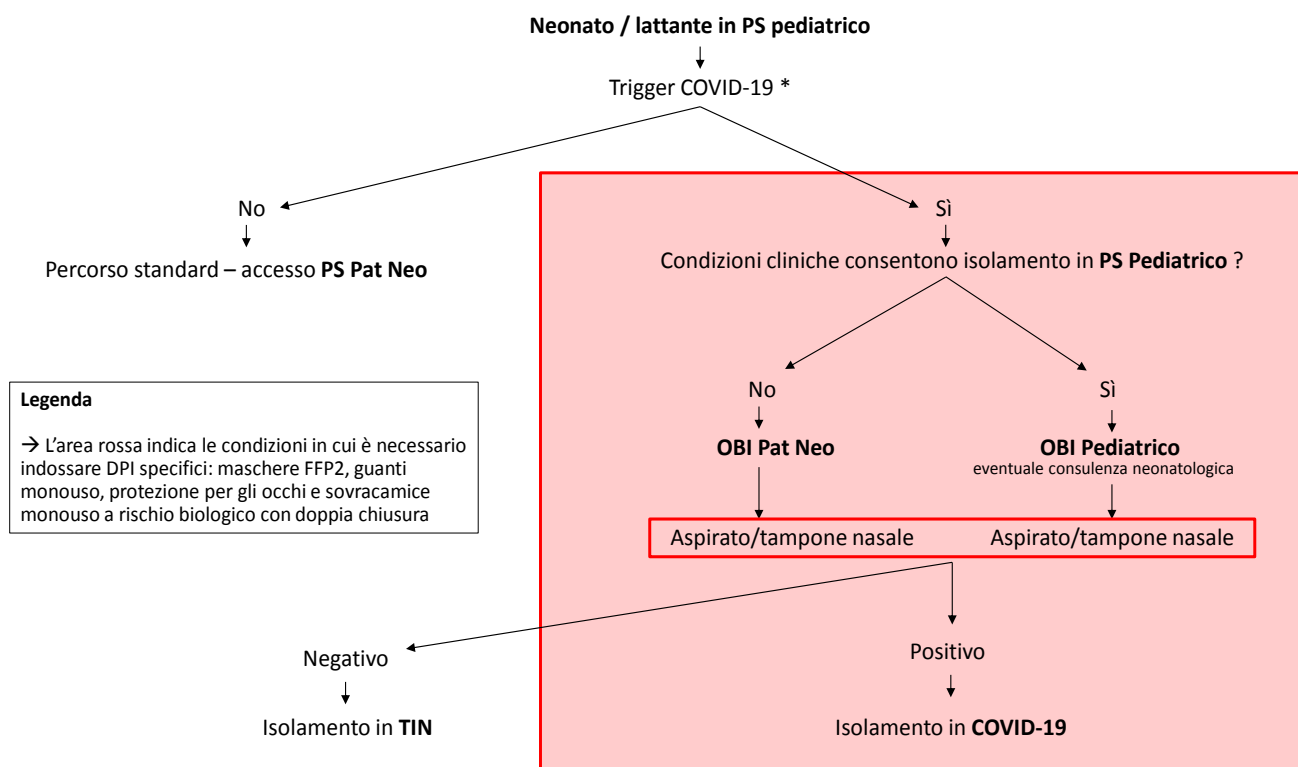 Neonato / lattante in PS pediatrico
Trigger COVID-19 *
No
Sì
Percorso standard – accesso PS Pat Neo
Condizioni cliniche consentono isolamento in PS Pediatrico ?
Legenda
→ L'area rossa indica le condizioni in cui è necessario
indossare DPI specifici: maschere FFP2, guanti
monouso, protezione per gli occhi e sovracamice
monouso a rischio biologico con doppia chiusura
No
Sì
OBI Pat Neo
OBI Pediatrico
eventuale consulenza neonatologica
Aspirato/tampone nasale
Aspirato/tampone nasale
Negativo
Positivo
Isolamento in TIN
Isolamento in COVID-19